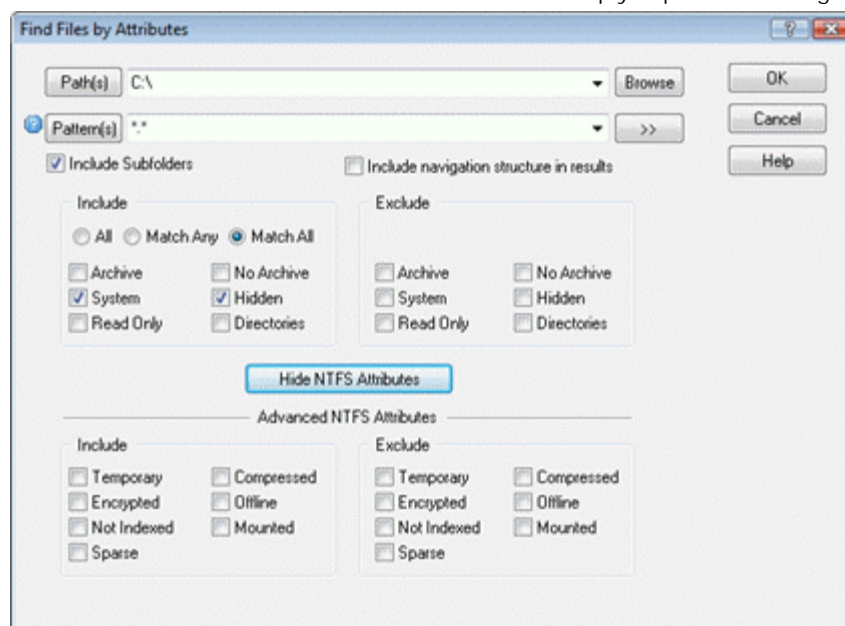 Find Files by Attributes
Path(s) C:\ Browse OK
Pattern(s) *.* >> Cancel
Include Subfolders Include navigation structure in results Help
Include Exclude
All Match Any Match All
Archive No Archive Archive No Archive
System Hidden System Hidden
Read Only Directories Read Only Directories
Hide NTFS Attributes
Advanced NTFS Attributes
Include Exclude
Temporary Compressed Temporary Compressed
Encrypted Offline Encrypted Offline
Not Indexed Mounted Not Indexed Mounted
Sparse Sparse